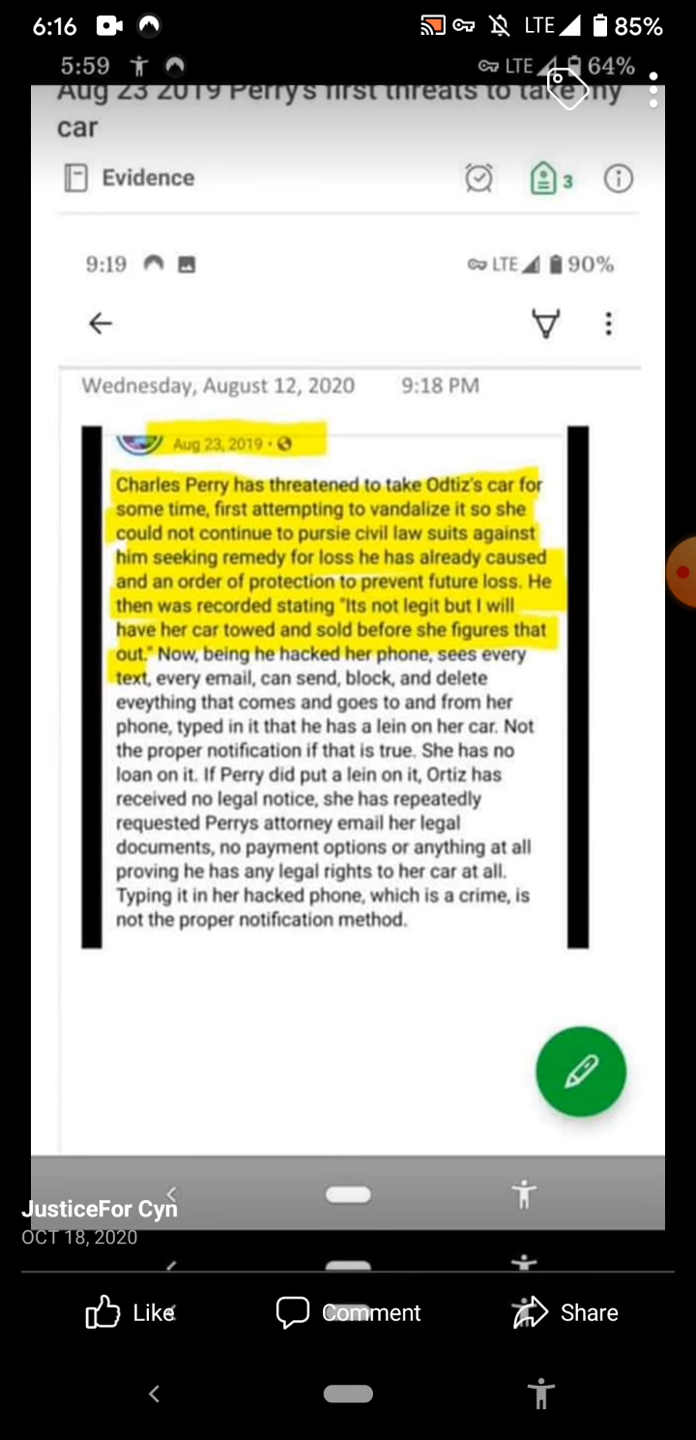 6:16 LTE 85%
5:59 LTE 64%
Aug 23 2019 Perry's first threats to take my
car
Evidence 3
9:19 LTE 90%
Wednesday, August 12, 2020 9:18 PM
Aug 23, 2019 ·
Charles Perry has threatened to take Odtiz's car for
some time, first attempting to vandalize it so she
could not continue to pursie civil law suits against
him seeking remedy for loss he has already caused
and an order of protection to prevent future loss. He
then was recorded stating "Its not legit but I will
have her car towed and sold before she figures that
out." Now, being he hacked her phone, sees every
text, every email, can send, block, and delete
eveything that comes and goes to and from her
phone, typed in it that he has a lein on her car. Not
the proper notification if that is true. She has no
loan on it. If Perry did put a lein on it, Ortiz has
received no legal notice, she has repeatedly
requested Perrys attorney email her legal
documents, no payment options or anything at all
proving he has any legal rights to her car at all.
Typing it in her hacked phone, which is a crime, is
not the proper notification method.
JusticeFor Cyn
OCT 18, 2020
Like Comment Share